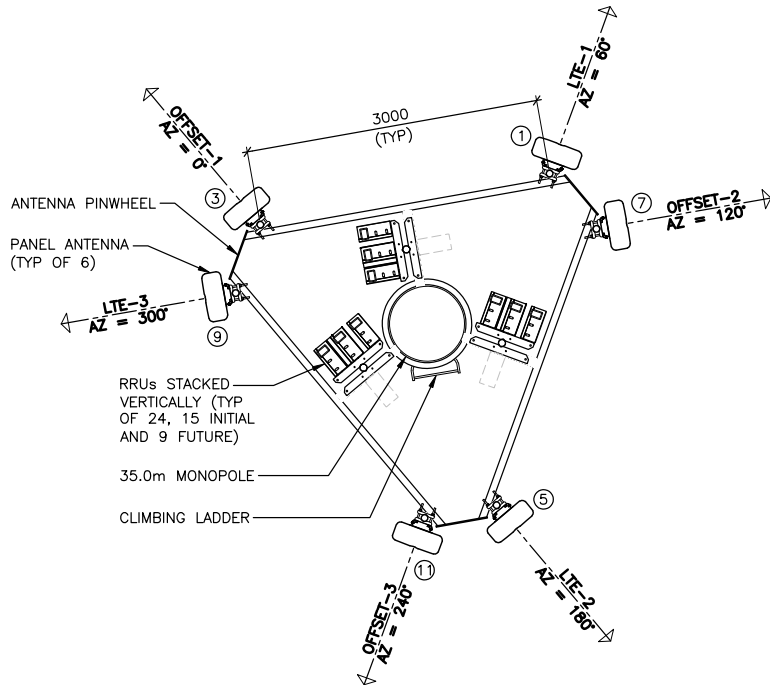 LTE-1
AZ = 60°
3000
(TYP)
OFFSET-1
AZ = 0°
1
3
7
OFFSET-2
AZ = 120°
ANTENNA PINWHEEL
PANEL ANTENNA
(TYP OF 6)
LTE-3
AZ = 300°
9
RRUs STACKED
VERTICALLY (TYP
OF 24, 15 INITIAL
AND 9 FUTURE)
35.0m MONOPOLE
CLIMBING LADDER
5
11
LTE-2
AZ = 180°
OFFSET-3
AZ = 240°